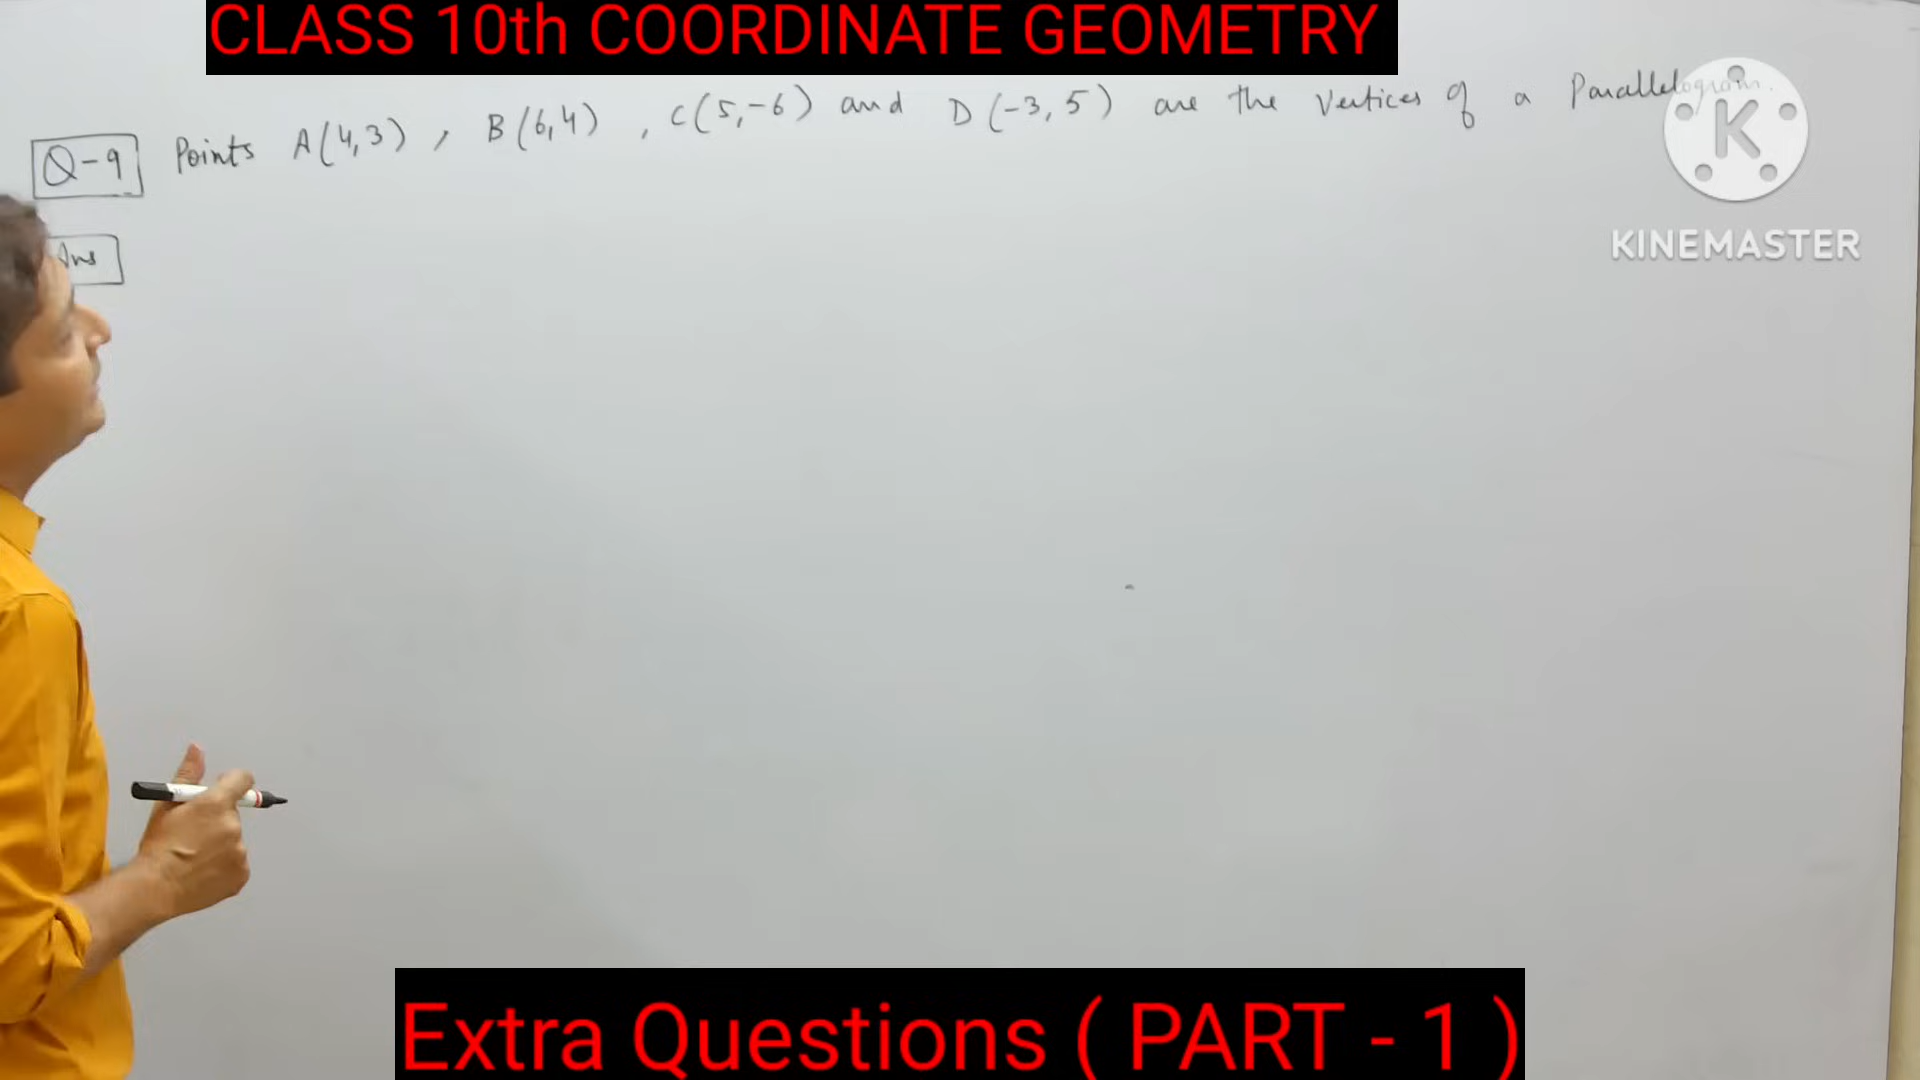 CLASS 10th COORDINATE GEOMETRY
Q-9 Points A(4,3), B(6,4), C(5,-6) and D(-3,5) are the vertices of a Parallelogram.
K
KINEMASTER
Ans
Extra Questions ( PART - 1 )